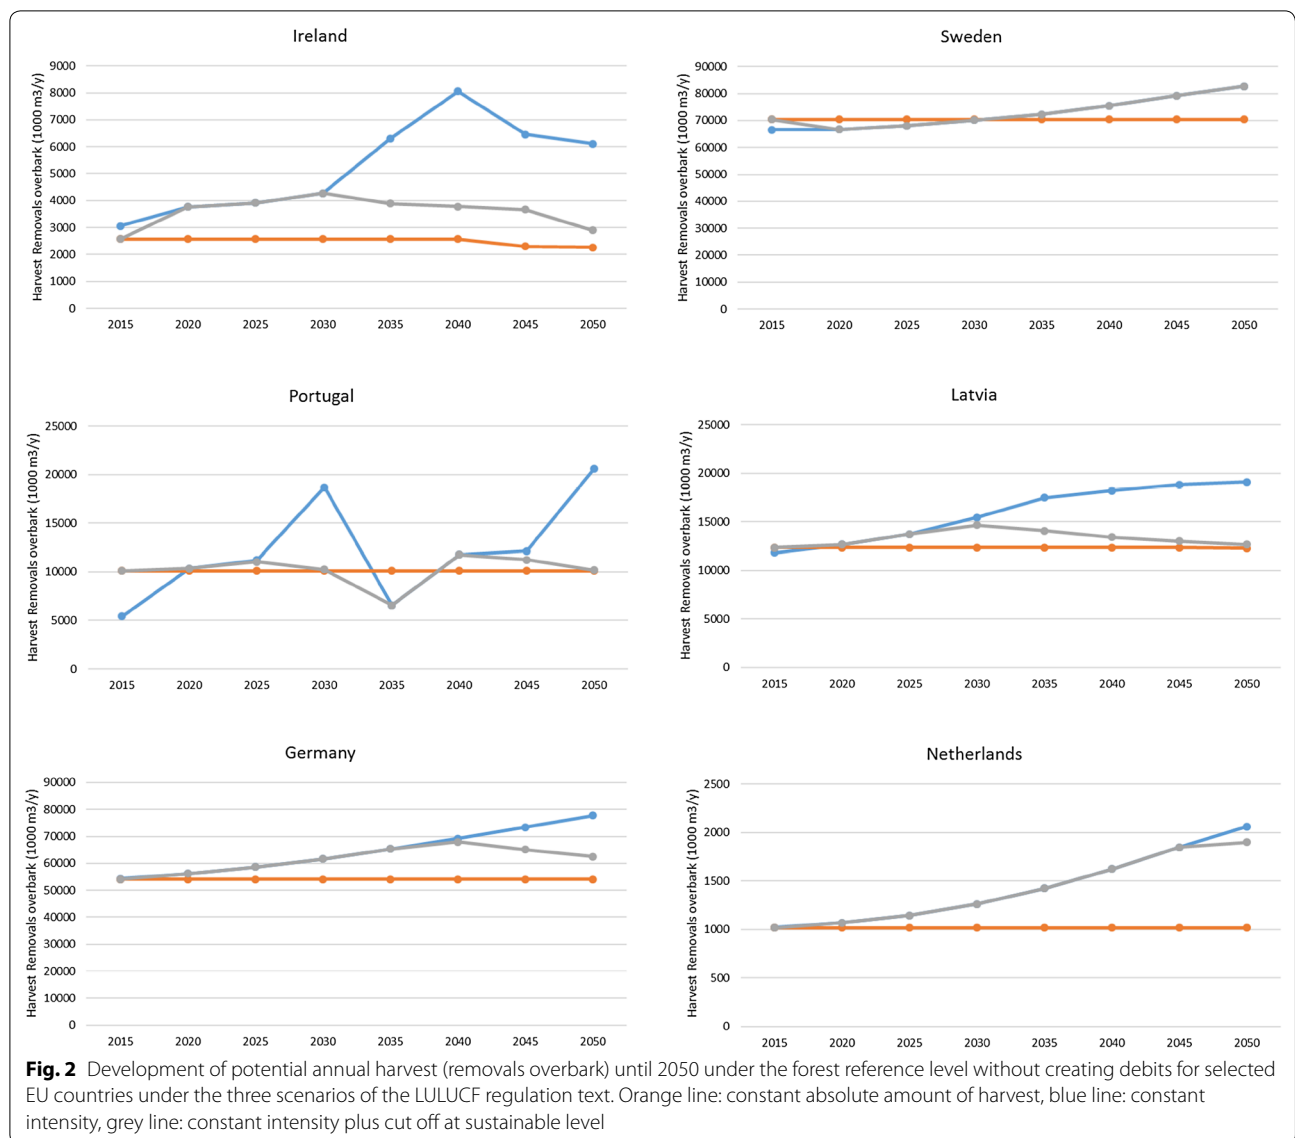 Ireland
Harvest Removals overbark (1000 m3/y)
9000
8000
7000
6000
5000
4000
3000
2000
1000
0
2015 2020 2025 2030 2035 2040 2045 2050
Sweden
Harvest Removals overbark (1000 m3/y)
90000
80000
70000
60000
50000
40000
30000
20000
10000
0
2015 2020 2025 2030 2035 2040 2045 2050
Portugal
Harvest Removals overbark (1000 m3/y)
25000
20000
15000
10000
5000
0
2015 2020 2025 2030 2035 2040 2045 2050
Latvia
Harvest Removals overbark (1000 m3/y)
25000
20000
15000
10000
5000
0
2015 2020 2025 2030 2035 2040 2045 2050
Germany
Harvest Removals overbark (1000 m3/y)
90000
80000
70000
60000
50000
40000
30000
20000
10000
0
2015 2020 2025 2030 2035 2040 2045 2050
Netherlands
Harvest Removals overbark (1000 m3/y)
2500
2000
1500
1000
500
0
2015 2020 2025 2030 2035 2040 2045 2050
Fig. 2 Development of potential annual harvest (removals overbark) until 2050 under the forest reference level without creating debits for selected
EU countries under the three scenarios of the LULUCF regulation text. Orange line: constant absolute amount of harvest, blue line: constant
intensity, grey line: constant intensity plus cut off at sustainable level